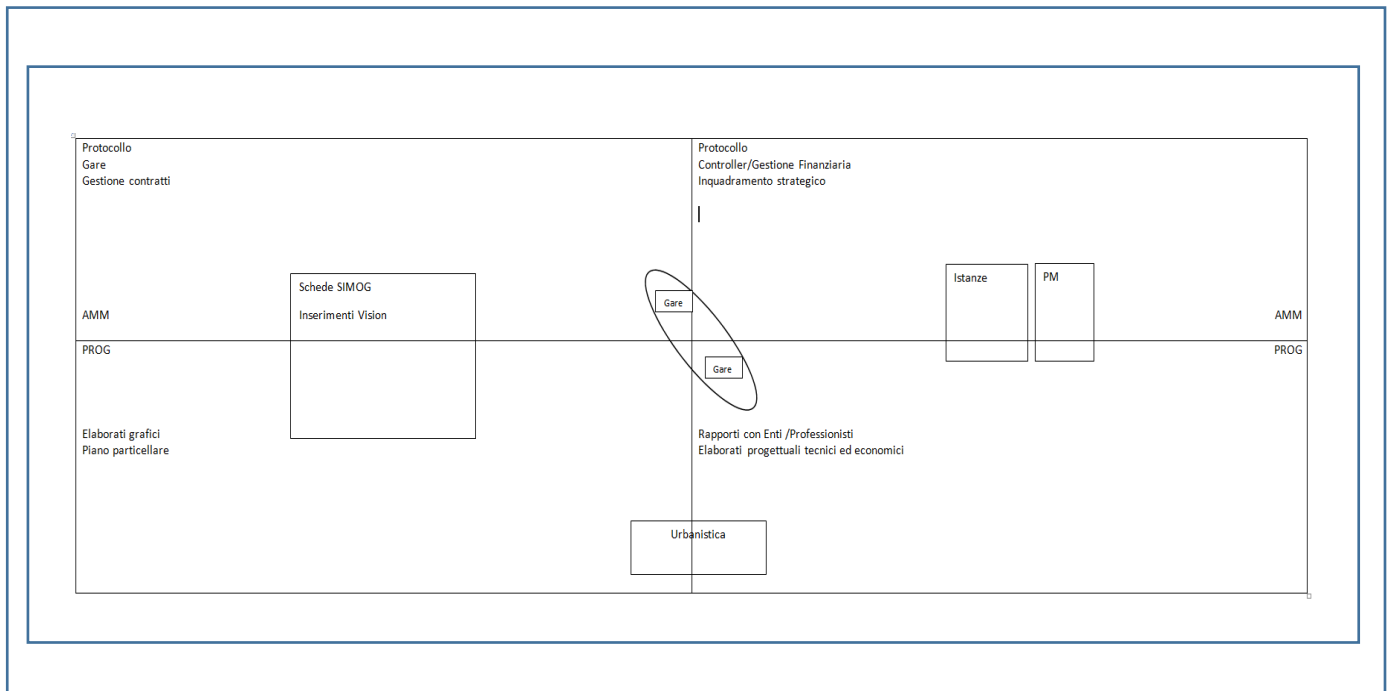 Protocollo
Gare
Gestione contratti
Protocollo
Controller/Gestione Finanziaria
Inquadramento strategico
Schede SIMOG
Inserimenti Vision
Gare
Istanze
PM
AMM
AMM
PROG
PROG
Gare
Elaborati grafici
Piano particellare
Rapporti con Enti /Professionisti
Elaborati progettuali tecnici ed economici
Urbanistica